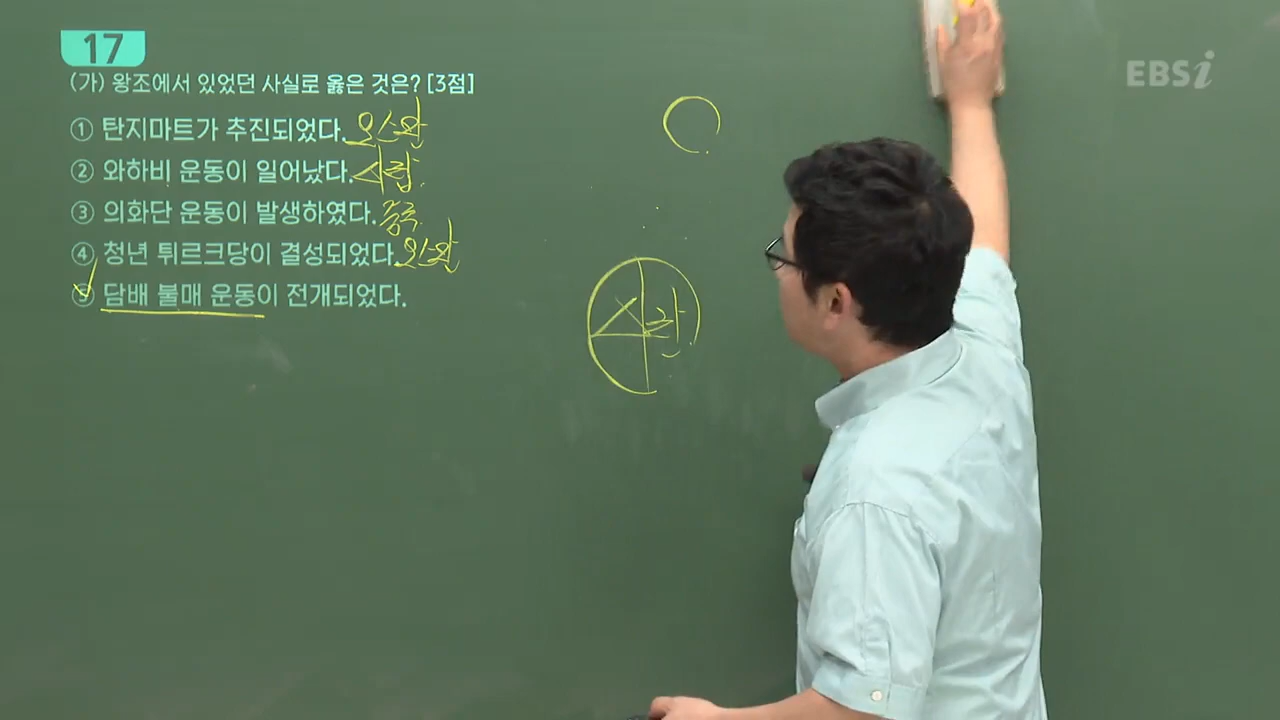 17
EBSi
(가) 왕조에서 있었던 사실로 옳은 것은? [3점]
① 탄지마트가 추진되었다. 오스만
② 와하비 운동이 일어났다. 사랍
③ 의화단 운동이 발생하였다. 중국
④ 청년 튀르크당이 결성되었다. 오스만
⑤ 담배 불매 운동이 전개되었다.